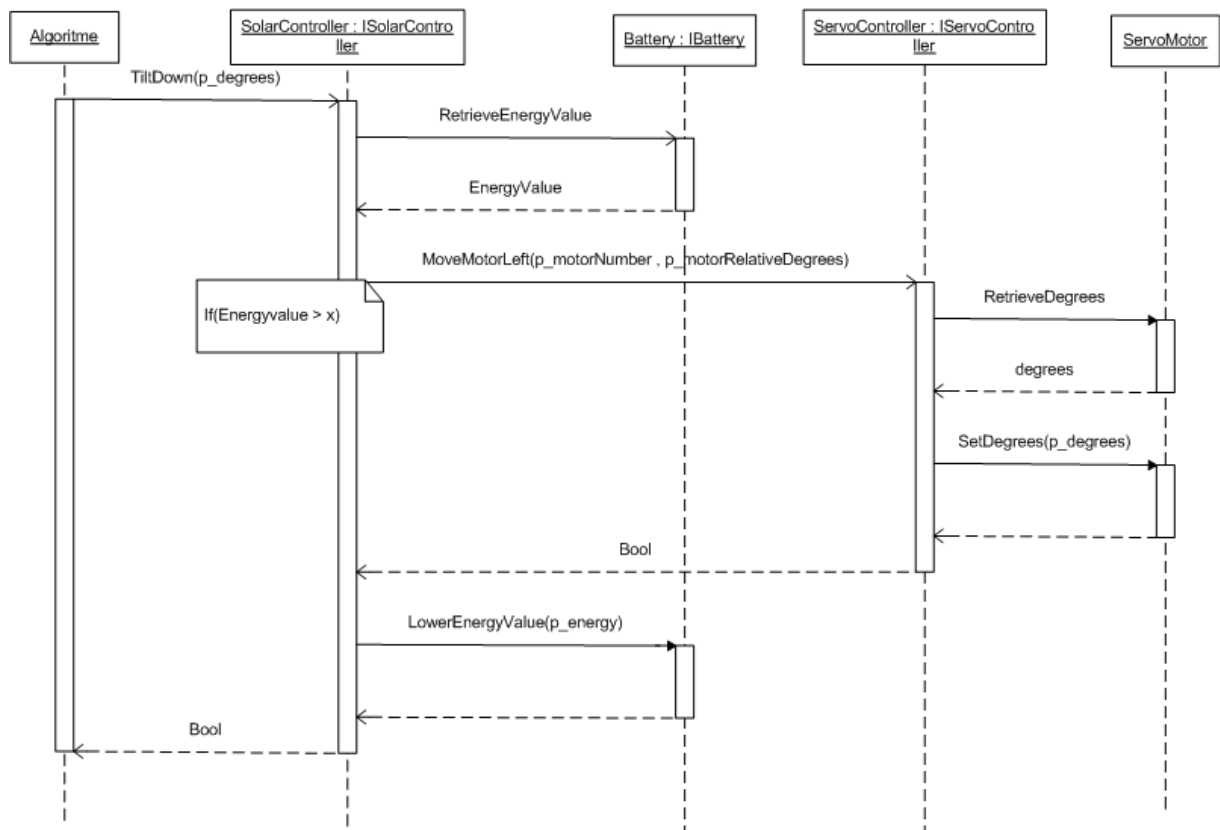 Algoritme
SolarController : ISolarContro
ller
Battery : IBattery
ServoController : IServoContro
ller
ServoMotor
TiltDown(p_degrees)
RetrieveEnergyValue
EnergyValue
MoveMotorLeft(p_motorNumber , p_motorRelativeDegrees)
If(Energyvalue > x)
RetrieveDegrees
degrees
SetDegrees(p_degrees)
Bool
LowerEnergyValue(p_energy)
Bool